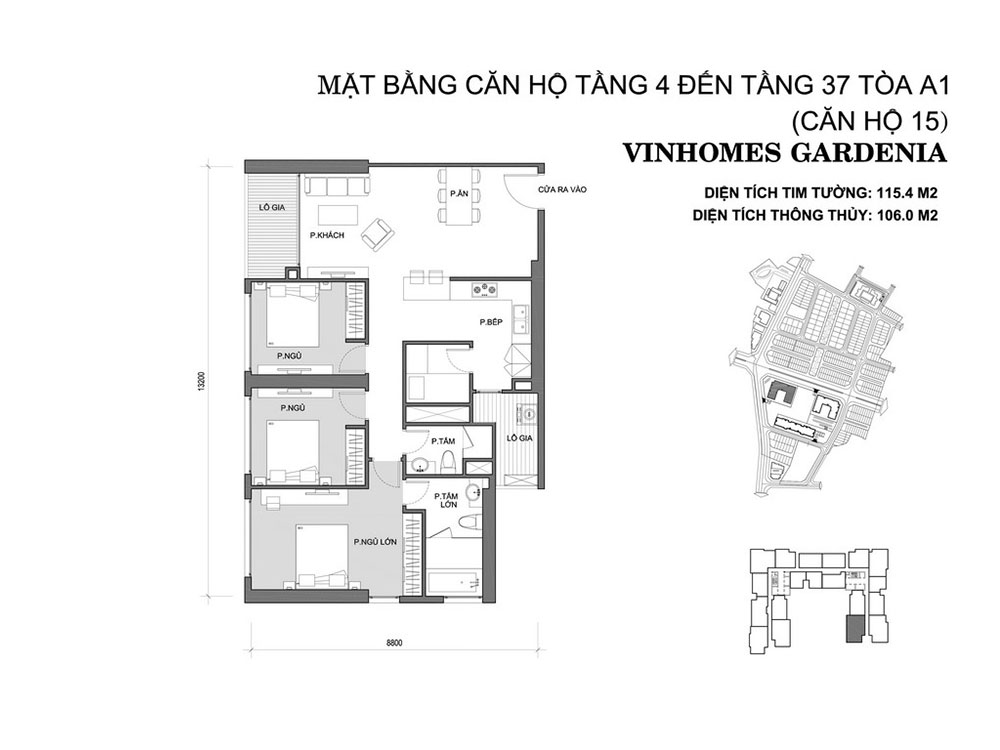 MẶT BẰNG CĂN HỘ TẦNG 4 ĐẾN TẦNG 37 TÒA A1
(CĂN HỘ 15)
VINHOMES GARDENIA
DIỆN TÍCH TIM TƯỜNG: 115.4 M2
DIỆN TÍCH THÔNG THỦY: 106.0 M2
P.ĂN
CỬA RA VÀO
LÔ GIA
P.KHÁCH
P.BẾP
P.NGỦ
13200
P.NGỦ
P.TẮM
LÔ GIA
P.TẮM
LỚN
P.NGỦ LỚN
8800